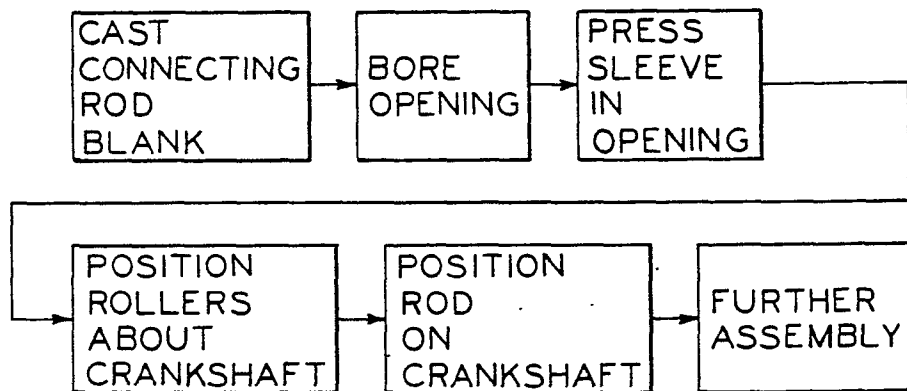 CAST
CONNECTING
ROD
BLANK
BORE
OPENING
PRESS
SLEEVE
IN
OPENING
POSITION
ROLLERS
ABOUT
CRANKSHAFT
POSITION
ROD
ON
CRANKSHAFT
FURTHER
ASSEMBLY